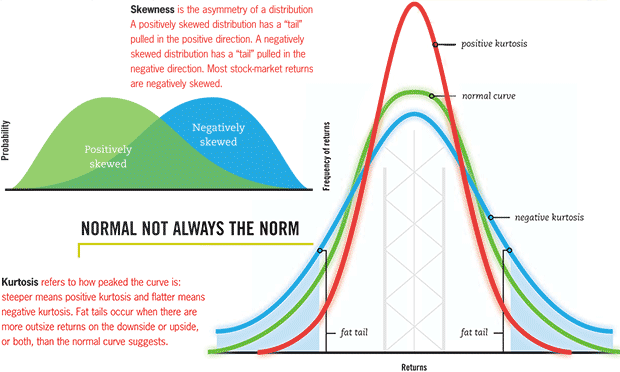 Skewness is the asymmetry of a distribution
A positively skewed distribution has a “tail”
pulled in the positive direction. A negatively
skewed distribution has a “tail” pulled in the
negative direction. Most stock-market returns
are negatively skewed.
positive kurtosis
normal curve
Probability
Negatively
skewed
Positively
skewed
Frequency of returns
negative kurtosis
NORMAL NOT ALWAYS THE NORM
Kurtosis refers to how peaked the curve is:
steeper means positive kurtosis and flatter means
negative kurtosis. Fat tails occur when there are
more outsize returns on the downside or upside,
or both, than the normal curve suggests.
fat tail
fat tail
Returns